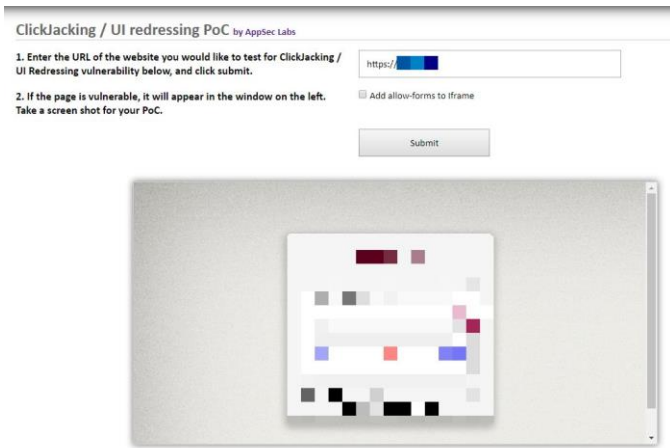 ClickJacking / UI redressing PoC by AppSec Labs
1. Enter the URL of the website you would like to test for ClickJacking /
UI Redressing vulnerability below, and click submit.
https://
2. If the page is vulnerable, it will appear in the window on the left.
Take a screen shot for your PoC.
Add allow-forms to Iframe
Submit